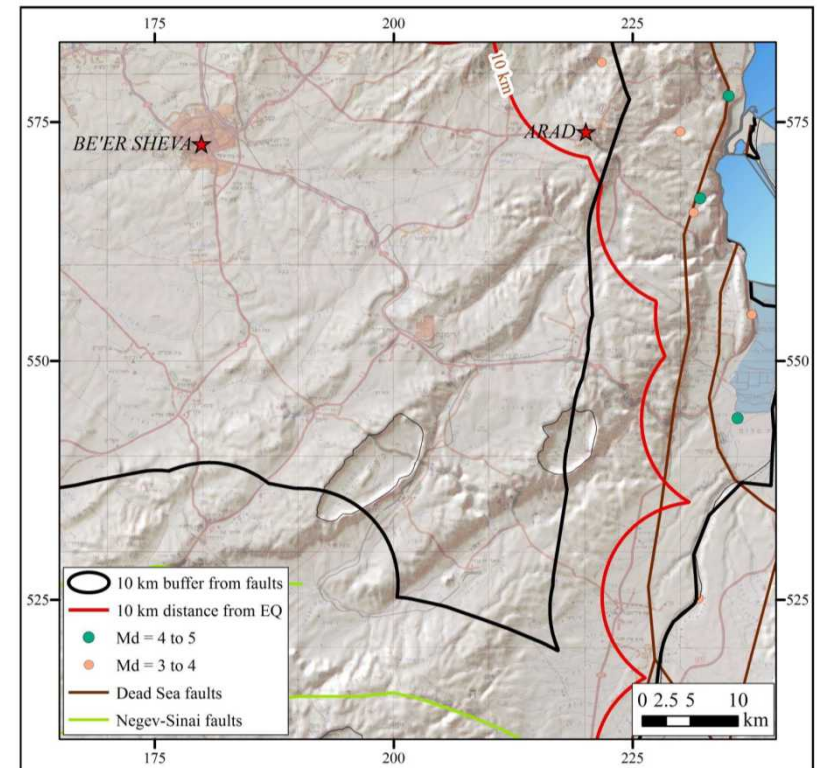 175 200 225
10 km
575 575
BE'ER SHEVA ARAD
550 550
525 525
10 km buffer from faults
10 km distance from EQ
Md = 4 to 5
Md = 3 to 4
Dead Sea faults
Negev-Sinai faults
0 2.5 5 10
km
175 200 225